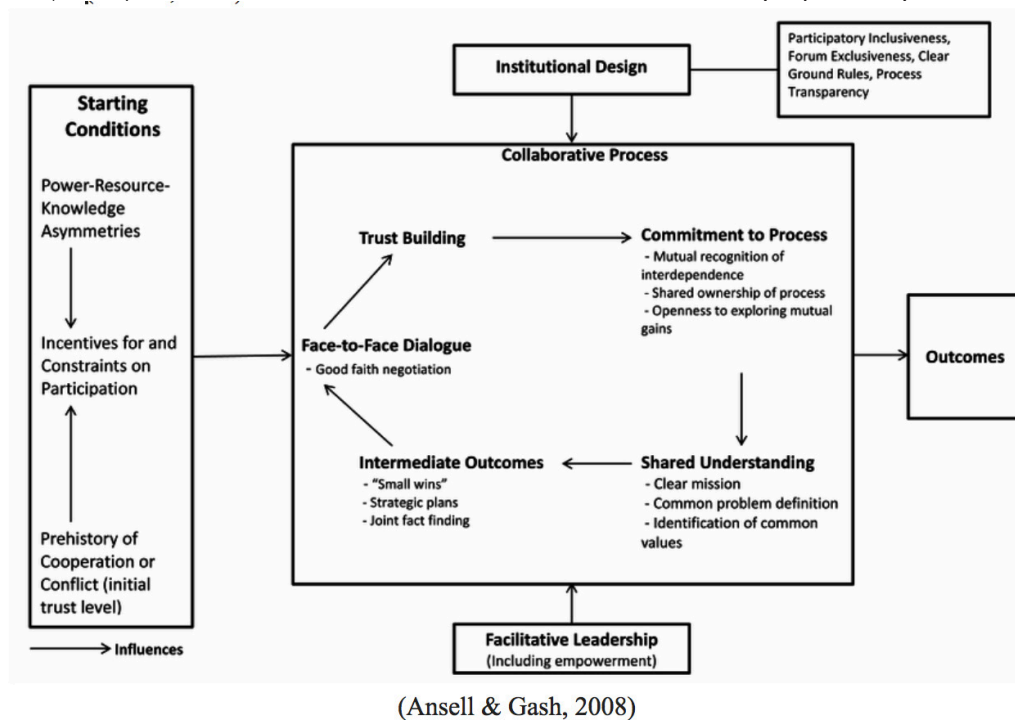 Participatory Inclusiveness,
Forum Exclusiveness, Clear
Ground Rules, Process
Transparency
Institutional Design
Starting
Conditions
Power-Resource-
Knowledge
Asymmetries
Incentives for and
Constraints on
Participation
Prehistory of
Cooperation or
Conflict (initial
trust level)
Influences
Collaborative Process
Trust Building
Commitment to Process
- Mutual recognition of
interdependence
- Shared ownership of process
- Openness to exploring mutual
gains
Face-to-Face Dialogue
- Good faith negotiation
Intermediate Outcomes
- "Small wins"
- Strategic plans
- Joint fact finding
Shared Understanding
- Clear mission
- Common problem definition
- Identification of common
values
Outcomes
Facilitative Leadership
(Including empowerment)
(Ansell & Gash, 2008)